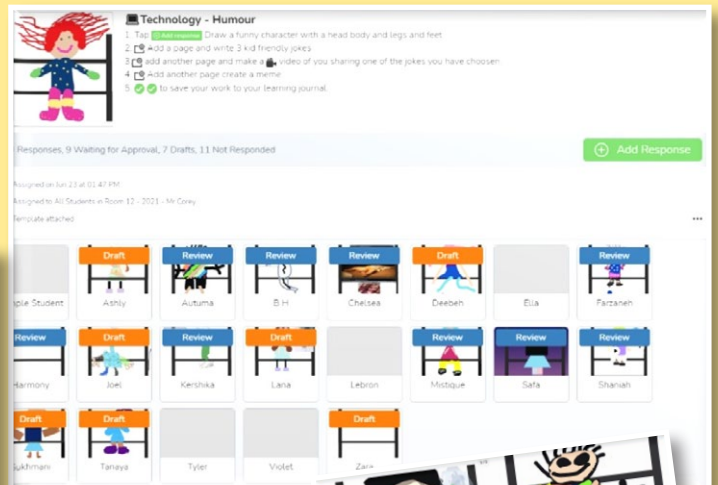 Technology - Humour
1. Tap Add response Draw a funny character with a head body and legs and feet
2. Add a page and write 3 kid friendly jokes
3. add another page and make a video of you sharing one of the jokes you have choosen
4. Add another page create a meme
5. to save your work to your learning journal
Responses, 9 Waiting for Approval, 7 Drafts, 11 Not Responded
Add Response
Assigned on Jun 23 at 01:47 PM
Assigned to All Students in Room 12 - 2021 - Mr
Template attached
Draft Review Review Review Draft Review
ple Student Ashly Autuma B.H Chelsea Deebeh Ella Farzaneh
Review Draft Review Draft Review Review Review
Harmony Joel Kershika Lana Lebron Mistique Safa Shaniah
Draft Draft Draft
Sukhmani Tanaya Tyler Violet Zara